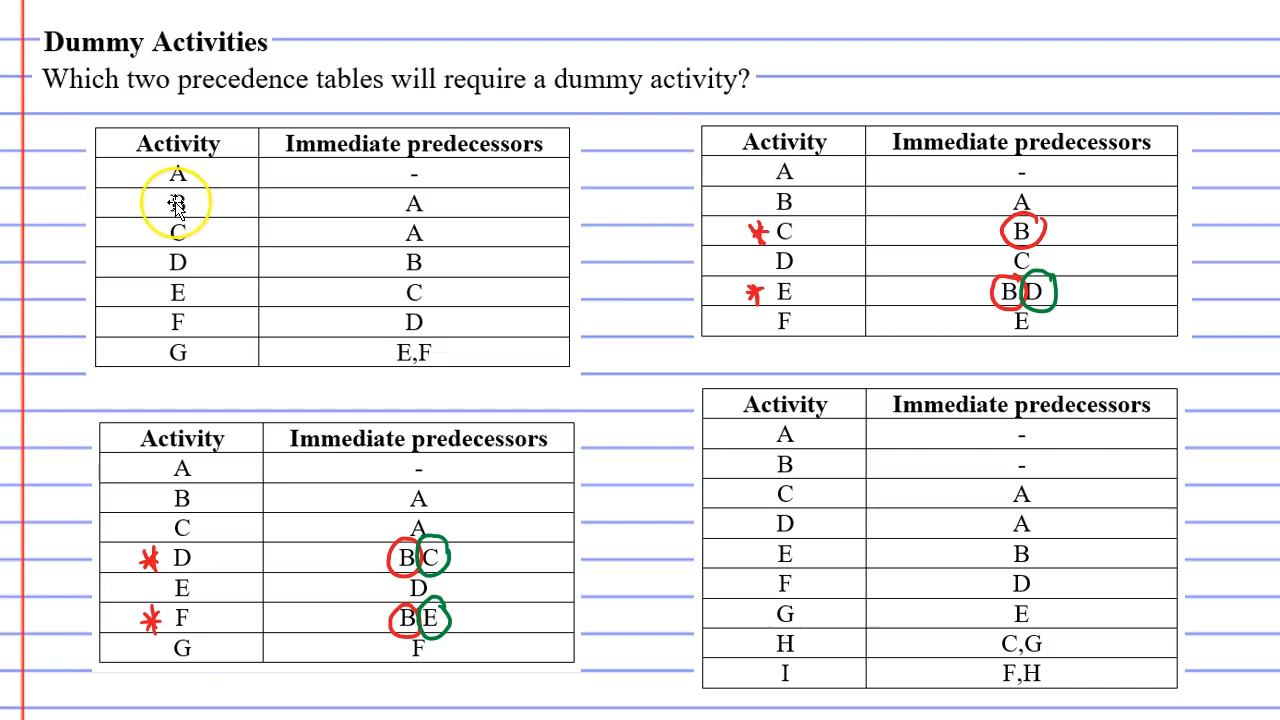 Dummy Activities
Which two precedence tables will require a dummy activity?
Activity Immediate predecessors
A -
B A
C A
D B
E C
F D
G E,F
Activity Immediate predecessors
A -
B A
* C B
D C
* E B D
F E
Activity Immediate predecessors
A -
B A
C A
* D B C
E D
* F B E
G F
Activity Immediate predecessors
A -
B -
C A
D A
E B
F D
G E
H C,G
I F,H